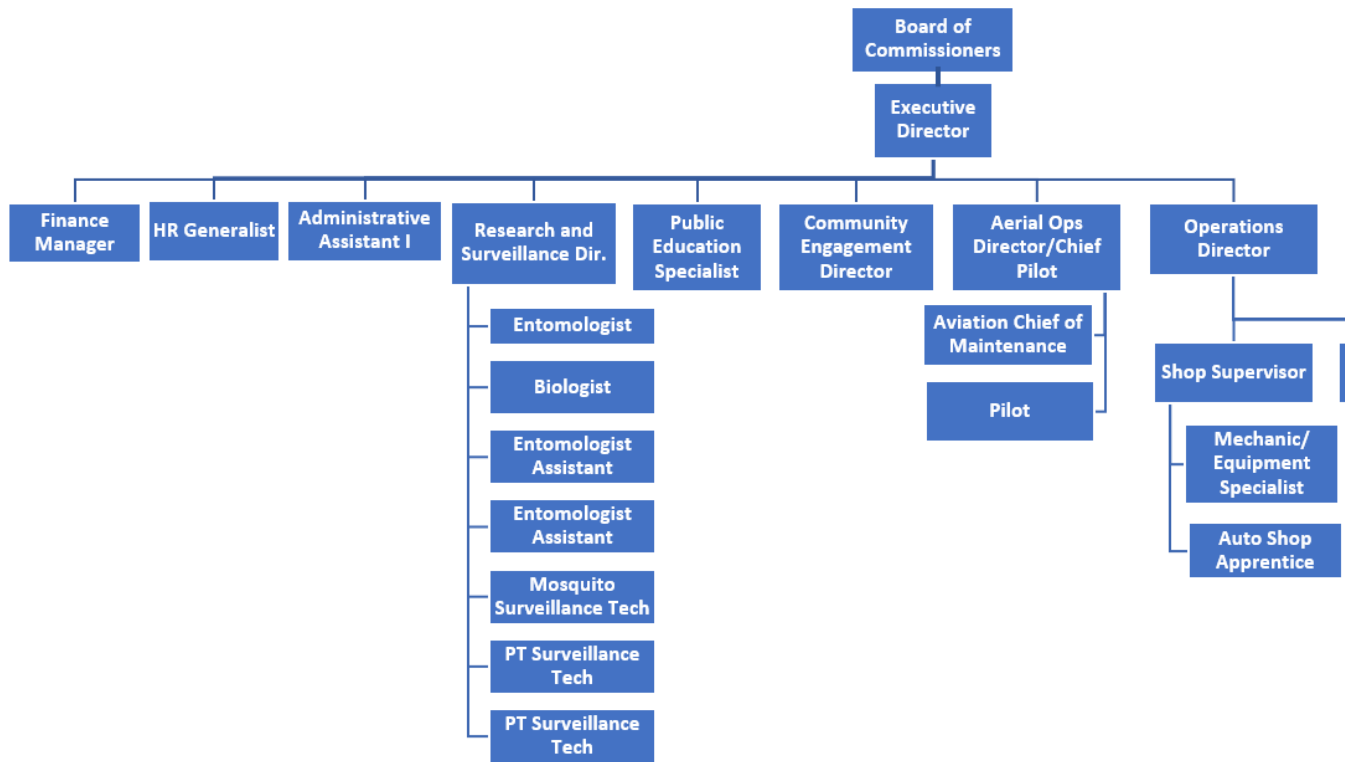 Board of
Commissioners
Executive
Director
Finance
Manager
HR Generalist
Administrative
Assistant I
Research and
Surveillance Dir.
Public
Education
Specialist
Community
Engagement
Director
Aerial Ops
Director/Chief
Pilot
Operations
Director
Entomologist
Biologist
Entomologist
Assistant
Entomologist
Assistant
Mosquito
Surveillance Tech
PT Surveillance
Tech
PT Surveillance
Tech
Aviation Chief of
Maintenance
Pilot
Shop Supervisor
Mechanic/
Equipment
Specialist
Auto Shop
Apprentice